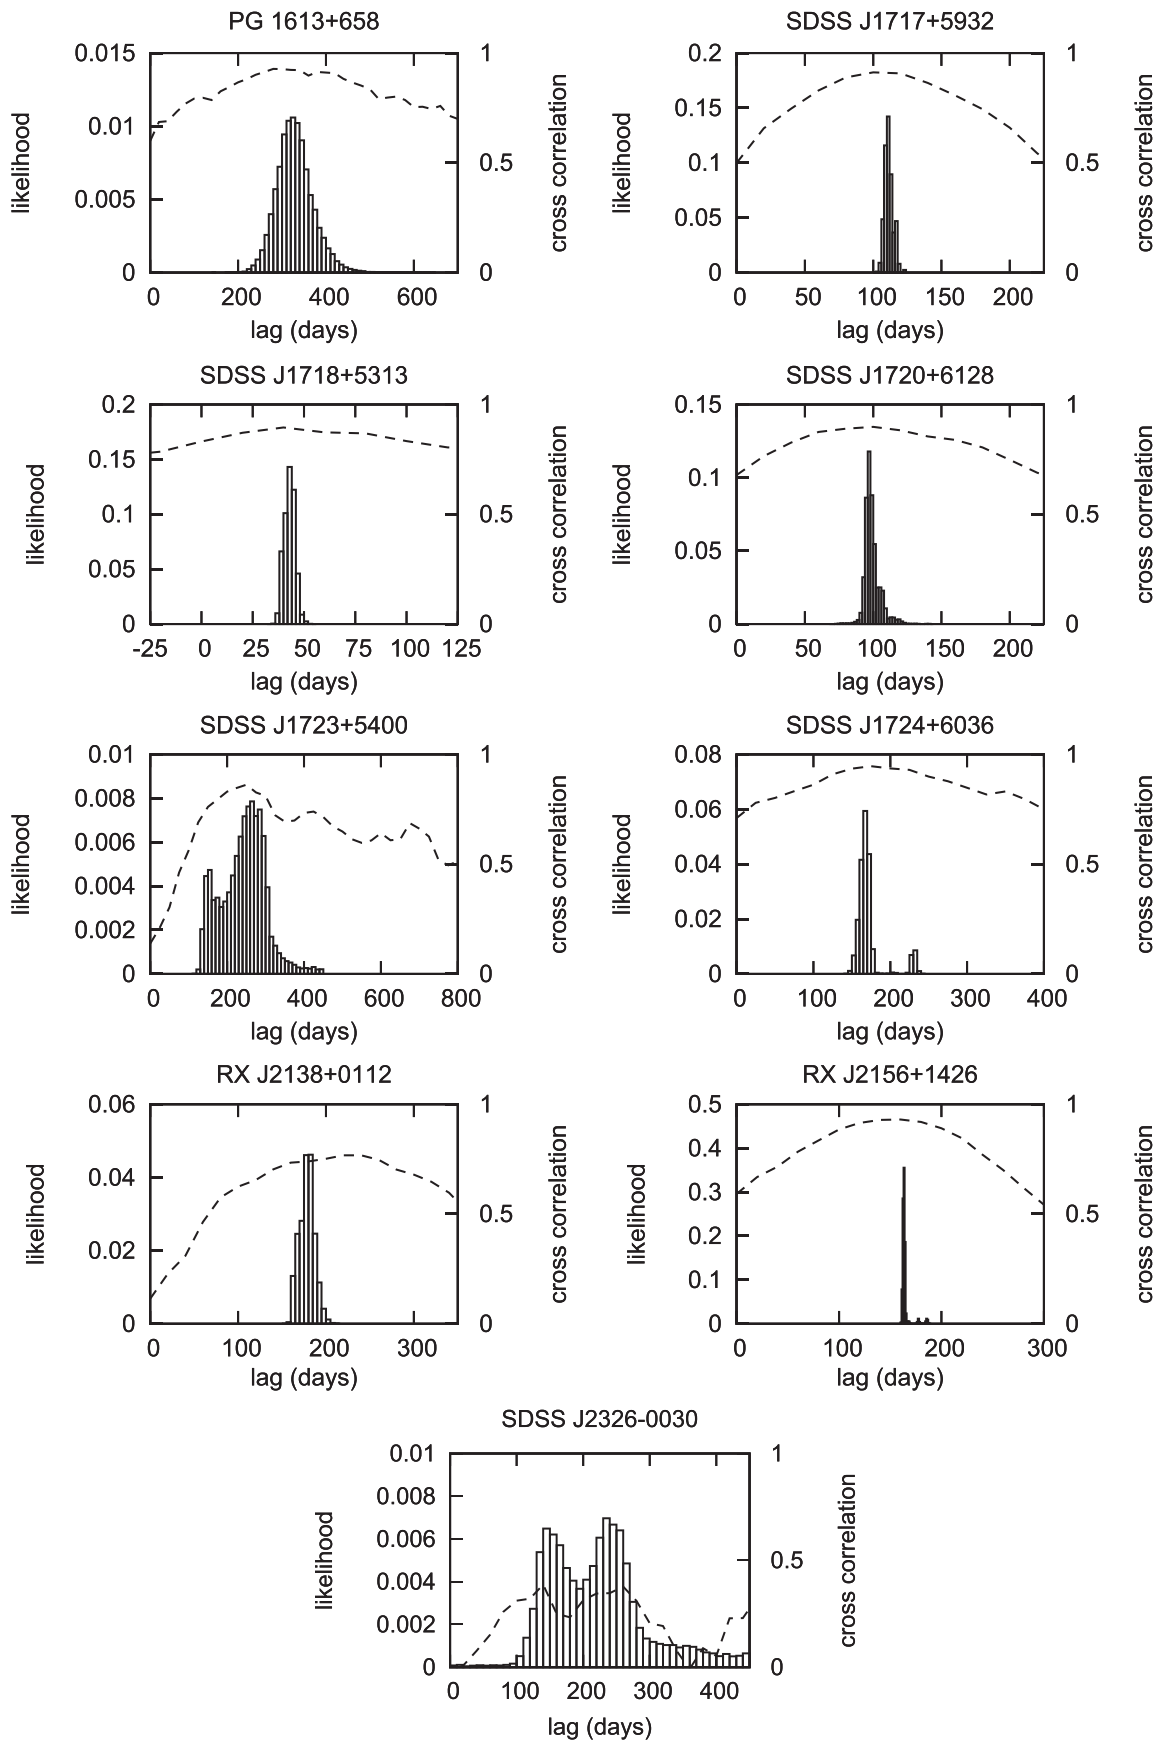 PG 1613+658
0.015
0.01
0.005
0
1
0.5
0
likelihood
cross correlation
0 200 400 600
lag (days)
SDSS J1717+5932
0.2
0.15
0.1
0.05
0
1
0.5
0
likelihood
cross correlation
0 50 100 150 200
lag (days)
SDSS J1718+5313
0.2
0.15
0.1
0.05
0
1
0.5
0
likelihood
cross correlation
-25 0 25 50 75 100 125
lag (days)
SDSS J1720+6128
0.15
0.1
0.05
0
1
0.5
0
likelihood
cross correlation
0 50 100 150 200
lag (days)
SDSS J1723+5400
0.01
0.008
0.006
0.004
0.002
0
1
0.5
0
likelihood
cross correlation
0 200 400 600 800
lag (days)
SDSS J1724+6036
0.08
0.06
0.04
0.02
0
1
0.5
0
likelihood
cross correlation
0 100 200 300 400
lag (days)
RX J2138+0112
0.06
0.04
0.02
0
1
0.5
0
likelihood
cross correlation
0 100 200 300
lag (days)
RX J2156+1426
0.5
0.4
0.3
0.2
0.1
0
1
0.5
0
likelihood
cross correlation
0 100 200 300
lag (days)
SDSS J2326-0030
0.01
0.008
0.006
0.004
0.002
0
1
0.5
0
likelihood
cross correlation
0 100 200 300 400
lag (days)